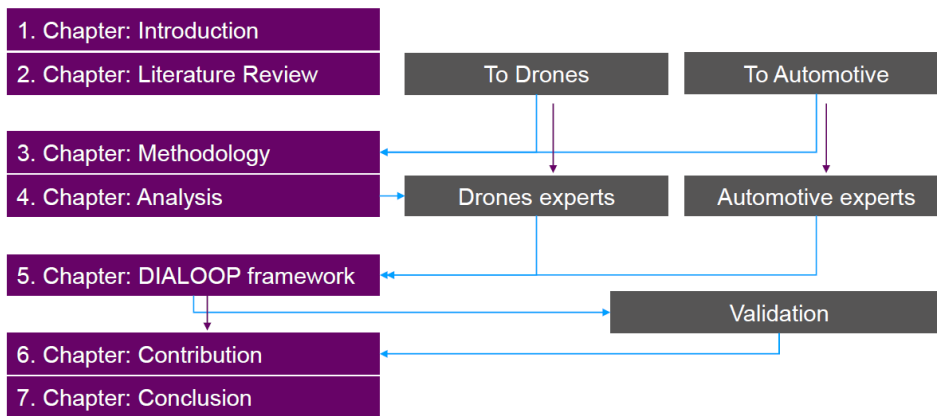 1. Chapter: Introduction
2. Chapter: Literature Review
To Drones
To Automotive
3. Chapter: Methodology
4. Chapter: Analysis
Drones experts
Automotive experts
5. Chapter: DIALOOP framework
Validation
6. Chapter: Contribution
7. Chapter: Conclusion